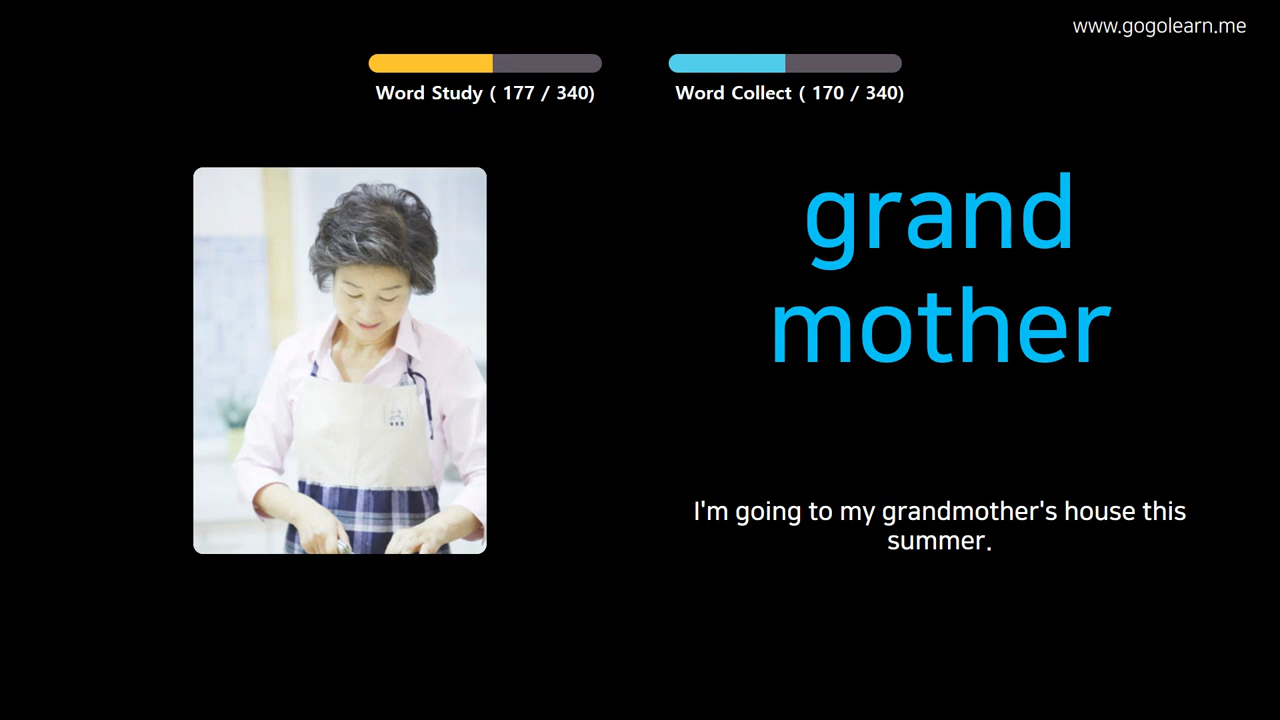 www.gogolearn.me
Word Study ( 177 / 340)
Word Collect ( 170 / 340)
grand
mother
I'm going to my grandmother's house this
summer.